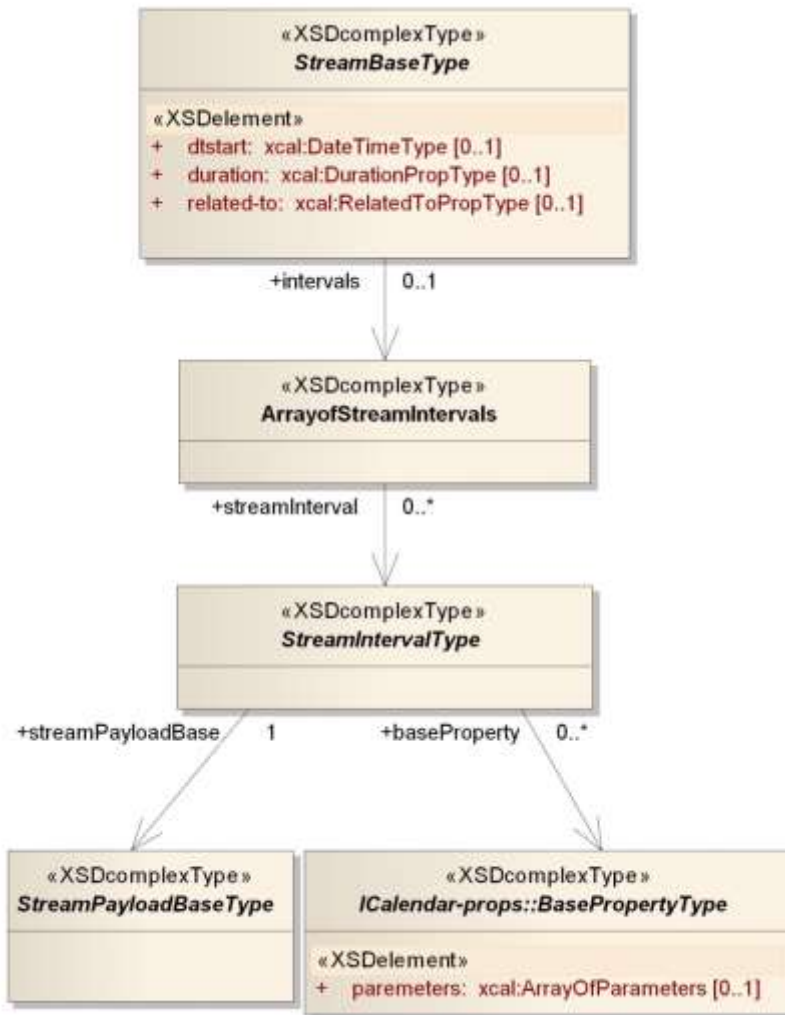 «XSDcomplexType»
StreamBaseType
«XSDelement»
+ dtstart: xcal:DateTimeType [0..1]
+ duration: xcal:DurationPropType [0..1]
+ related-to: xcal:RelatedToPropType [0..1]
+intervals 0..1
«XSDcomplexType»
ArrayofStreamIntervals
+streamInterval 0..*
«XSDcomplexType»
StreamIntervalType
+streamPayloadBase 1 +baseProperty 0..*
«XSDcomplexType»
StreamPayloadBaseType
«XSDcomplexType»
ICalendar-props::BasePropertyType
«XSDelement»
+ paremeters: xcal:ArrayOfParameters [0..1]